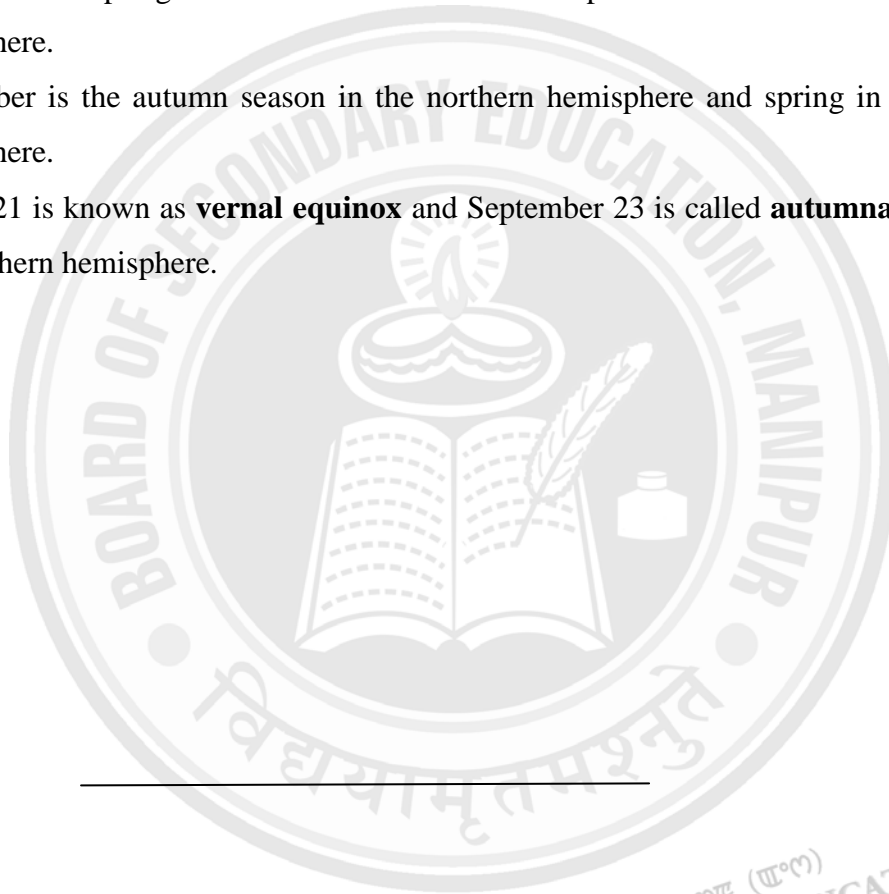 here.
ber is the autumn season in the northern hemisphere and spring in
here.
21 is known as vernal equinox and September 23 is called autumna
hern hemisphere.
BOARD OF SECONDARY EDUCATION, MANIPUR
विद्ययामृतमश्नुते